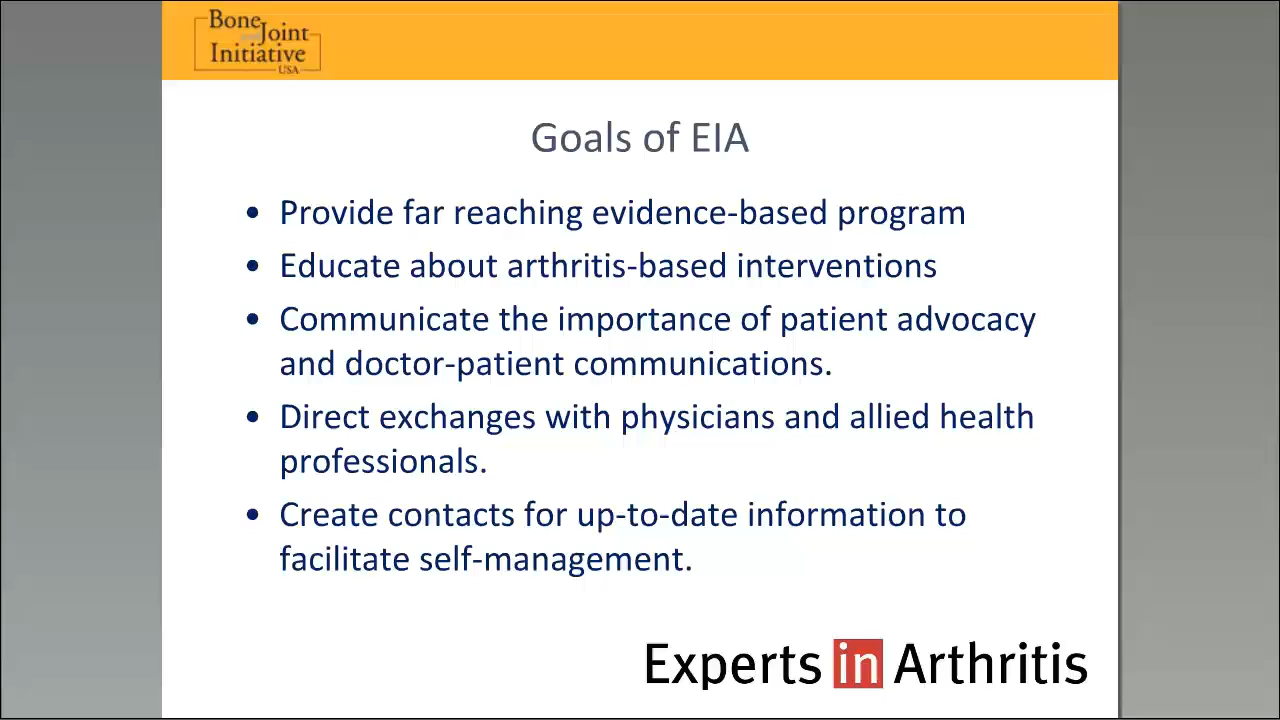 Bone and Joint
Initiative
USA
Goals of EIA
• Provide far reaching evidence-based program
• Educate about arthritis-based interventions
• Communicate the importance of patient advocacy
and doctor-patient communications.
• Direct exchanges with physicians and allied health
professionals.
• Create contacts for up-to-date information to
facilitate self-management.
Experts in Arthritis